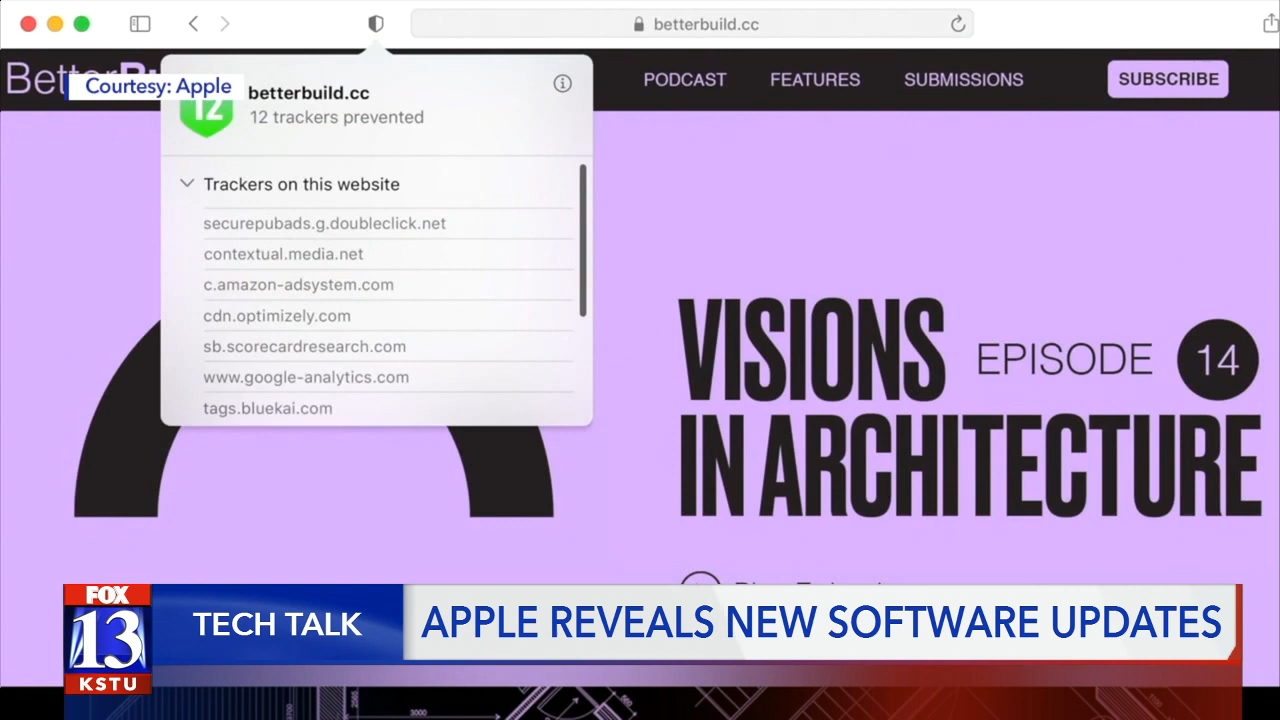 betterbuild.cc
Courtesy: Apple
PODCAST
FEATURES
SUBMISSIONS
SUBSCRIBE
12
betterbuild.cc
12 trackers prevented
Trackers on this website
securepubads.g.doubleclick.net
contextual.media.net
c.amazon-adsystem.com
cdn.optimizely.com
sb.scorecardresearch.com
www.google-analytics.com
tags.bluekai.com
VISIONS
IN ARCHITECTURE
EPISODE 14
FOX
13
KSTU
TECH TALK
APPLE REVEALS NEW SOFTWARE UPDATES
3000